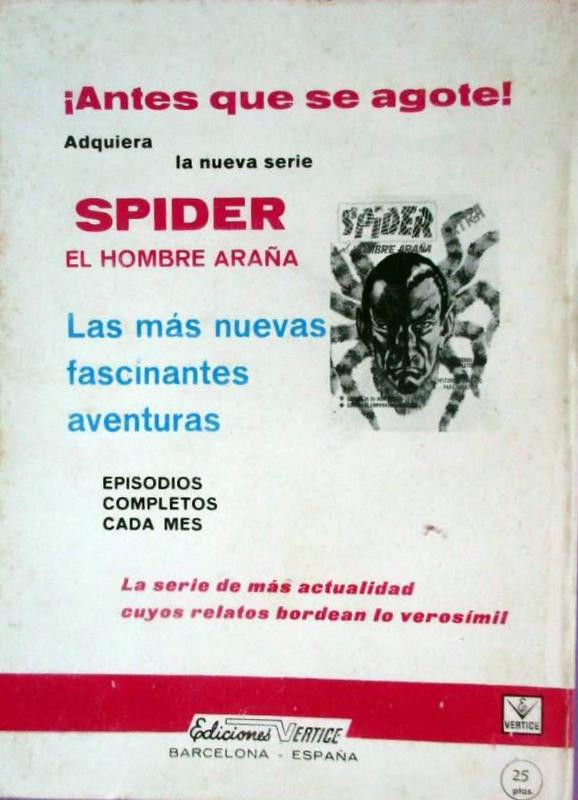 ¡Antes que se agote!
Adquiera
la nueva serie
SPIDER
EL HOMBRE ARAÑA
SPIDER
HOMBRE ARAÑA
Las más nuevas
fascinantes
aventuras
EPISODIOS
COMPLETOS
CADA MES
La serie de más actualidad
cuyos relatos bordean lo verosímil
VERTICE
Ediciones VERTICE
BARCELONA - ESPAÑA
25
ptas.